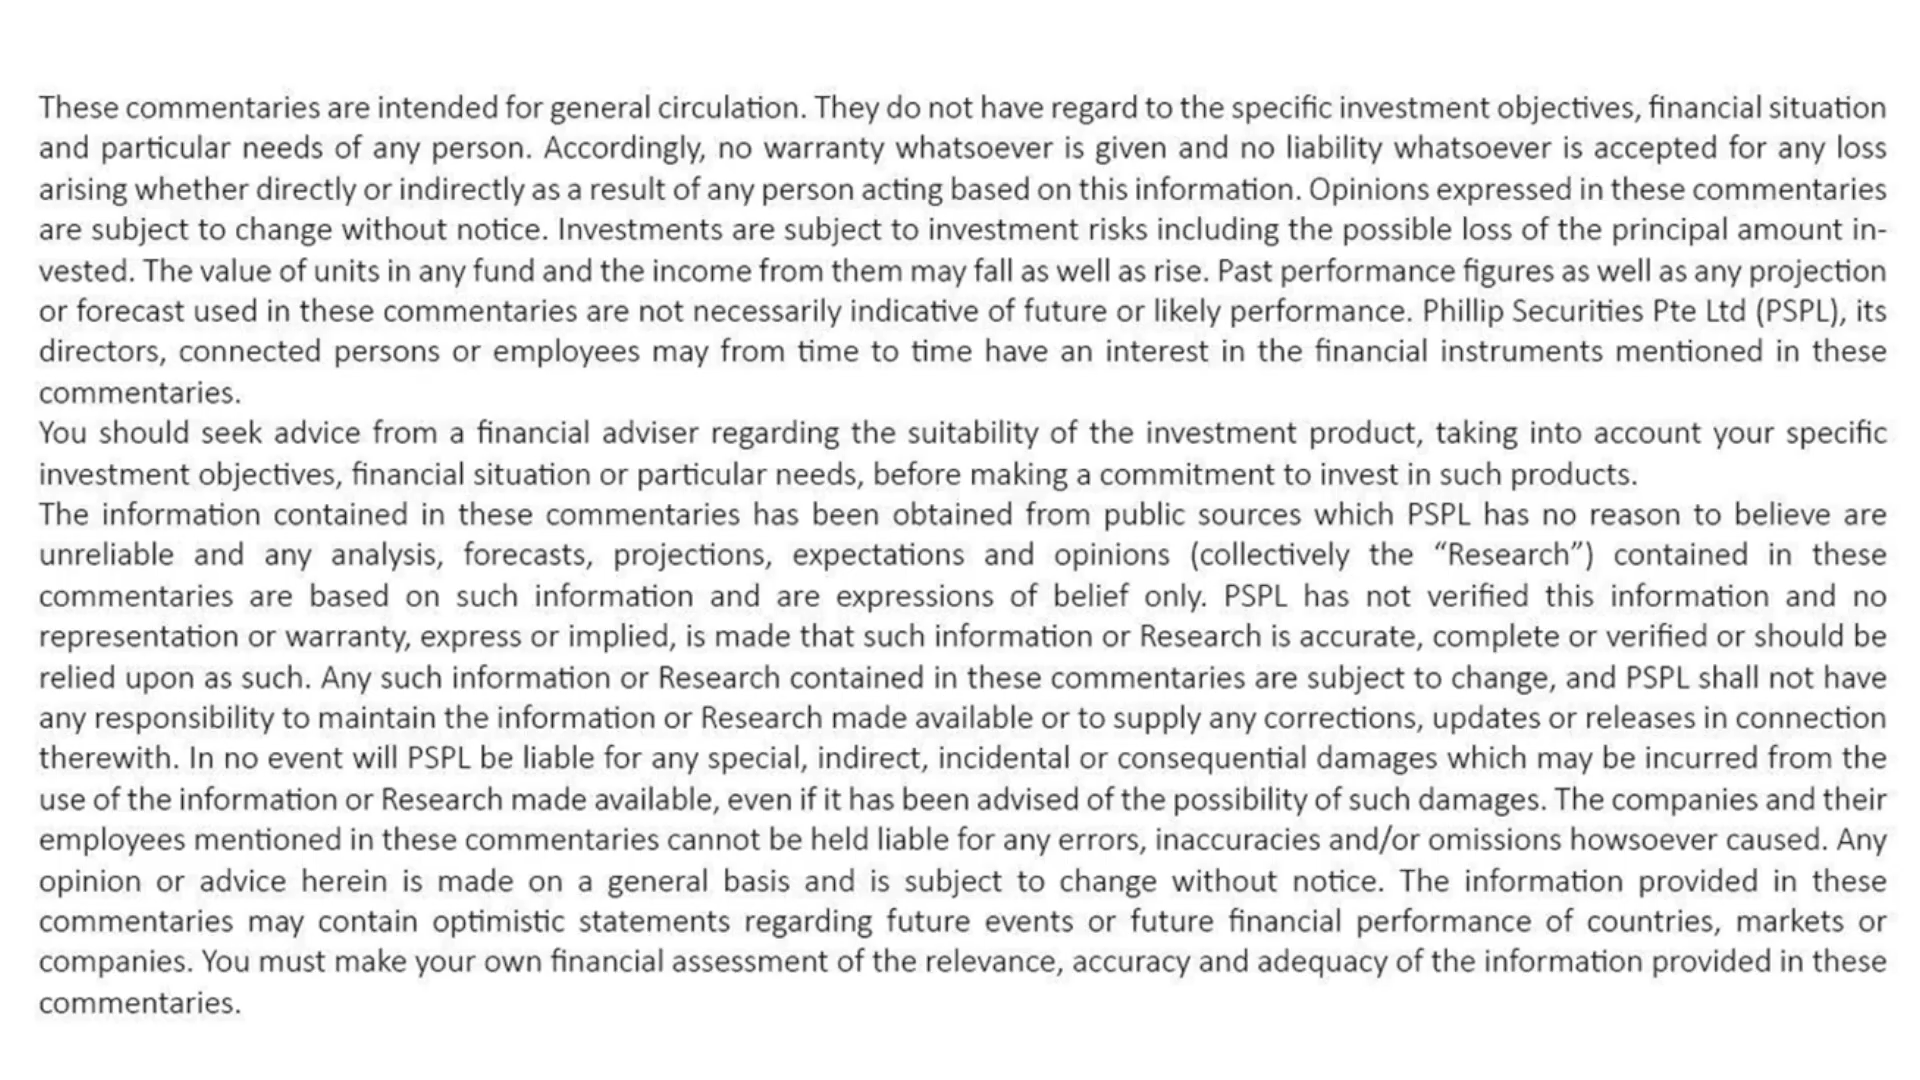 These commentaries are intended for general circulation. They do not have regard to the specific investment objectives, financial situation
and particular needs of any person. Accordingly, no warranty whatsoever is given and no liability whatsoever is accepted for any loss
arising whether directly or indirectly as a result of any person acting based on this information. Opinions expressed in these commentaries
are subject to change without notice. Investments are subject to investment risks including the possible loss of the principal amount in-
vested. The value of units in any fund and the income from them may fall as well as rise. Past performance figures as well as any projection
or forecast used in these commentaries are not necessarily indicative of future or likely performance. Phillip Securities Pte Ltd (PSPL), its
directors, connected persons or employees may from time to time have an interest in the financial instruments mentioned in these
commentaries.
You should seek advice from a financial adviser regarding the suitability of the investment product, taking into account your specific
investment objectives, financial situation or particular needs, before making a commitment to invest in such products.
The information contained in these commentaries has been obtained from public sources which PSPL has no reason to believe are
unreliable and any analysis, forecasts, projections, expectations and opinions (collectively the “Research”) contained in these
commentaries are based on such information and are expressions of belief only. PSPL has not verified this information and no
representation or warranty, express or implied, is made that such information or Research is accurate, complete or verified or should be
relied upon as such. Any such information or Research contained in these commentaries are subject to change, and PSPL shall not have
any responsibility to maintain the information or Research made available or to supply any corrections, updates or releases in connection
therewith. In no event will PSPL be liable for any special, indirect, incidental or consequential damages which may be incurred from the
use of the information or Research made available, even if it has been advised of the possibility of such damages. The companies and their
employees mentioned in these commentaries cannot be held liable for any errors, inaccuracies and/or omissions howsoever caused. Any
opinion or advice herein is made on a general basis and is subject to change without notice. The information provided in these
commentaries may contain optimistic statements regarding future events or future financial performance of countries, markets or
companies. You must make your own financial assessment of the relevance, accuracy and adequacy of the information provided in these
commentaries.